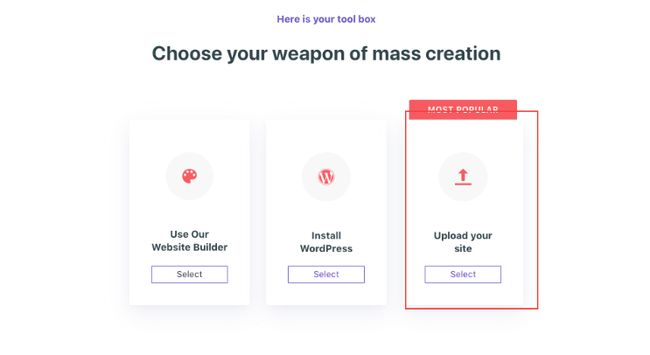 Here is your tool box
Choose your weapon of mass creation
MOST POPULAR
Use Our
Website Builder
Select
Install
WordPress
Select
Upload your
site
Select